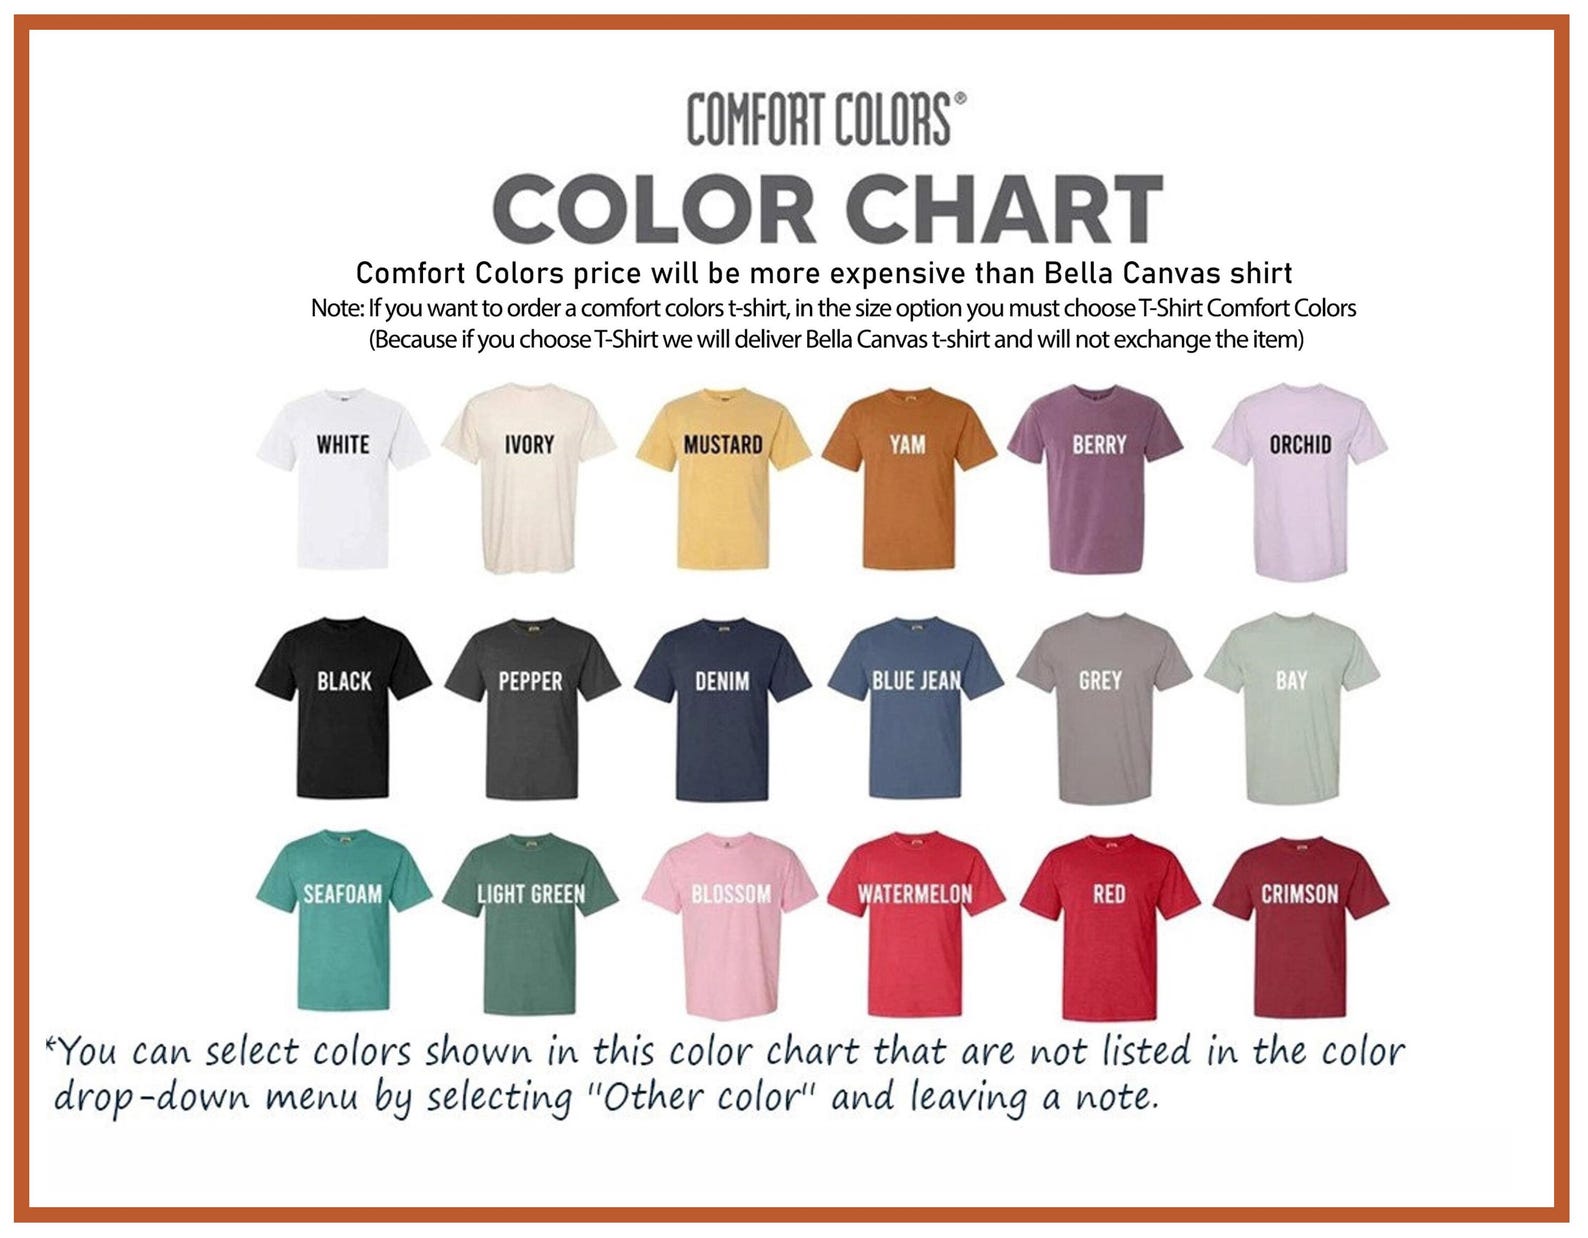 COMFORT COLORS®
COLOR CHART
Comfort Colors price will be more expensive than Bella Canvas shirt
Note: If you want to order a comfort colors t-shirt, in the size option you must choose T-Shirt Comfort Colors
(Because if you choose T-Shirt we will deliver Bella Canvas t-shirt and will not exchange the item)
WHITE IVORY MUSTARD YAM BERRY ORCHID
BLACK PEPPER DENIM BLUE JEAN GREY BAY
SEAFOAM LIGHT GREEN BLOSSOM WATERMELON RED CRIMSON
*You can select colors shown in this color chart that are not listed in the color
drop-down menu by selecting "Other color" and leaving a note.